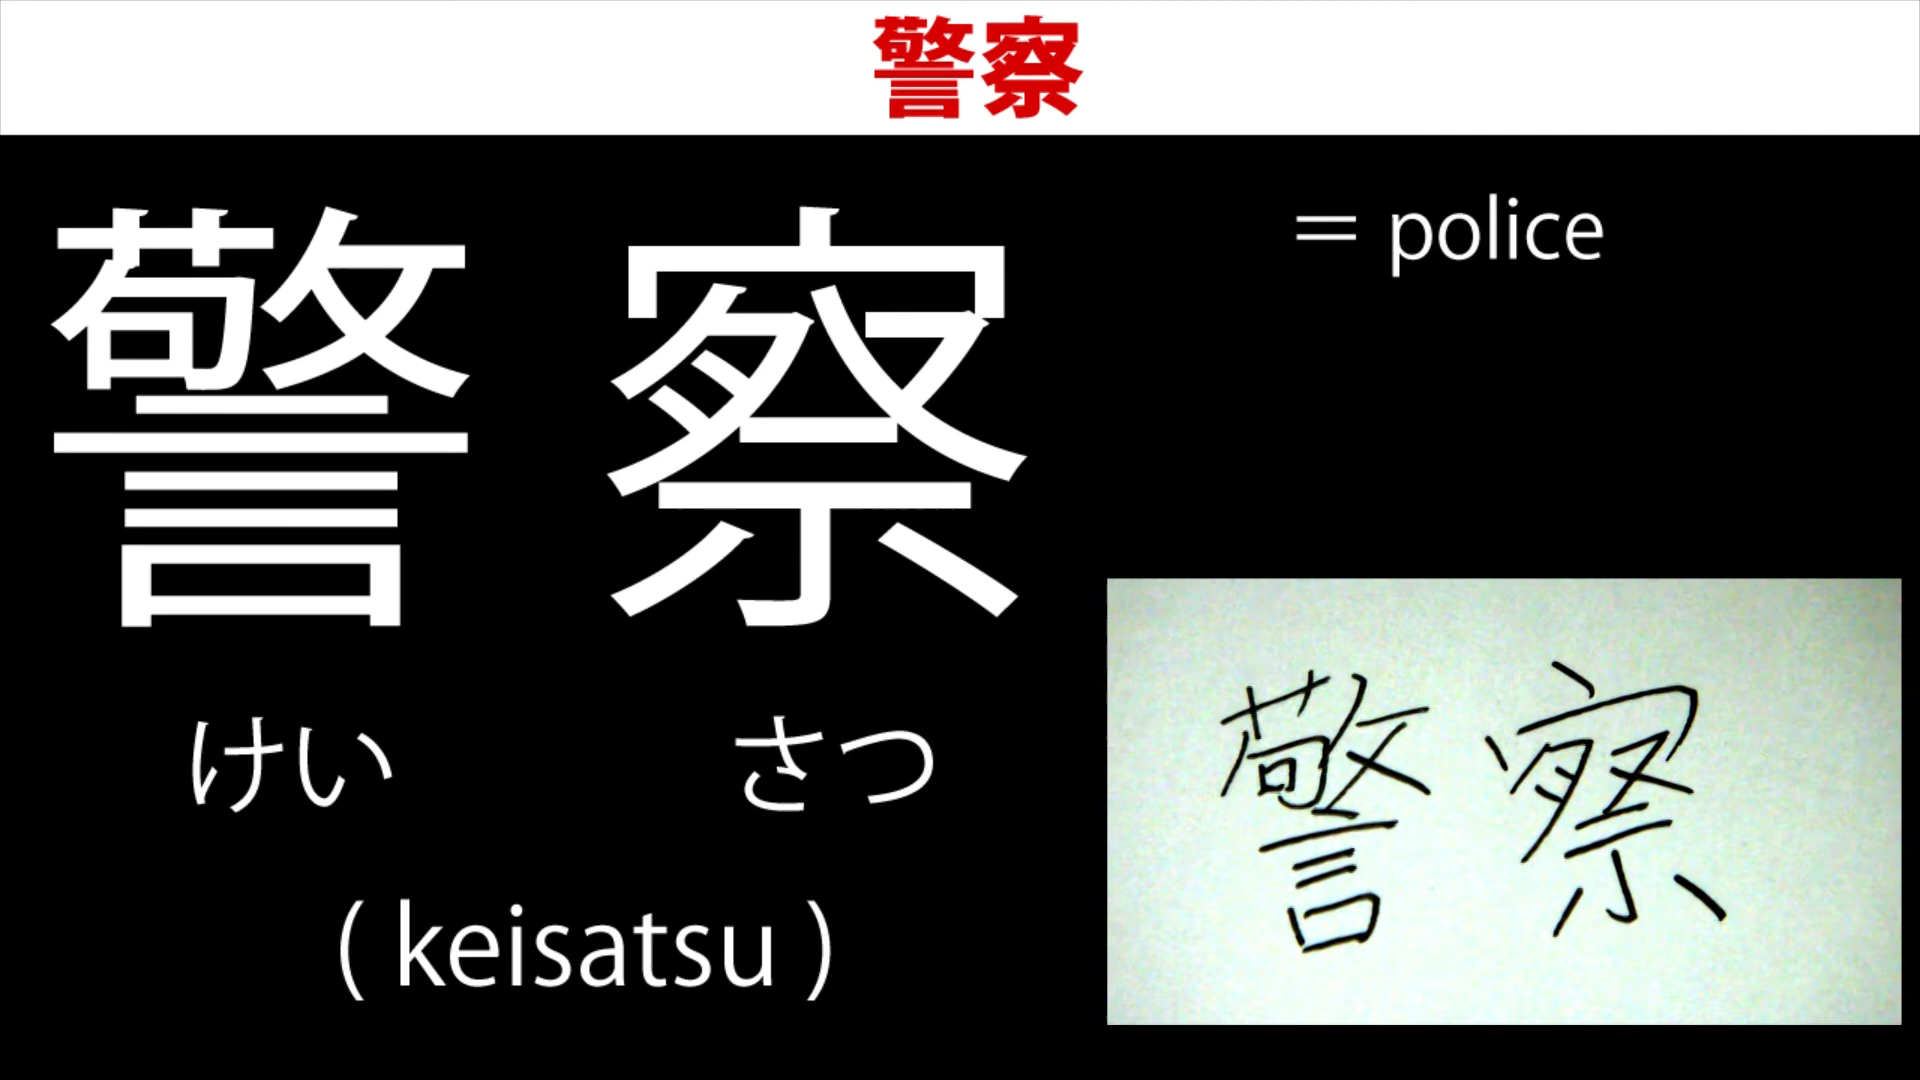 警察
警察
= police
けい さつ
( keisatsu )
警察